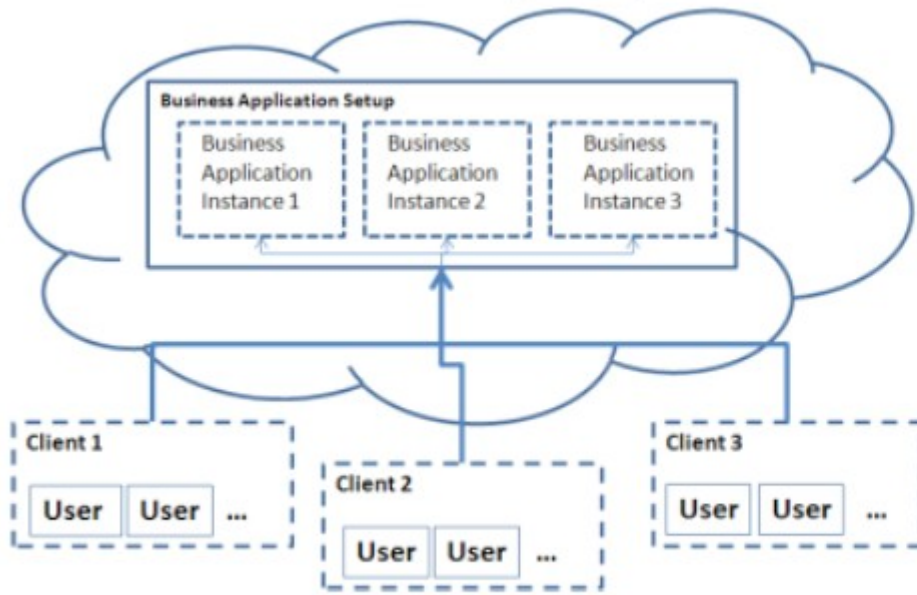 Business Application Setup
Business
Application
Instance 1
Business
Application
Instance 2
Business
Application
Instance 3
Client 1
User
User
...
Client 2
User
User
...
Client 3
User
User
...